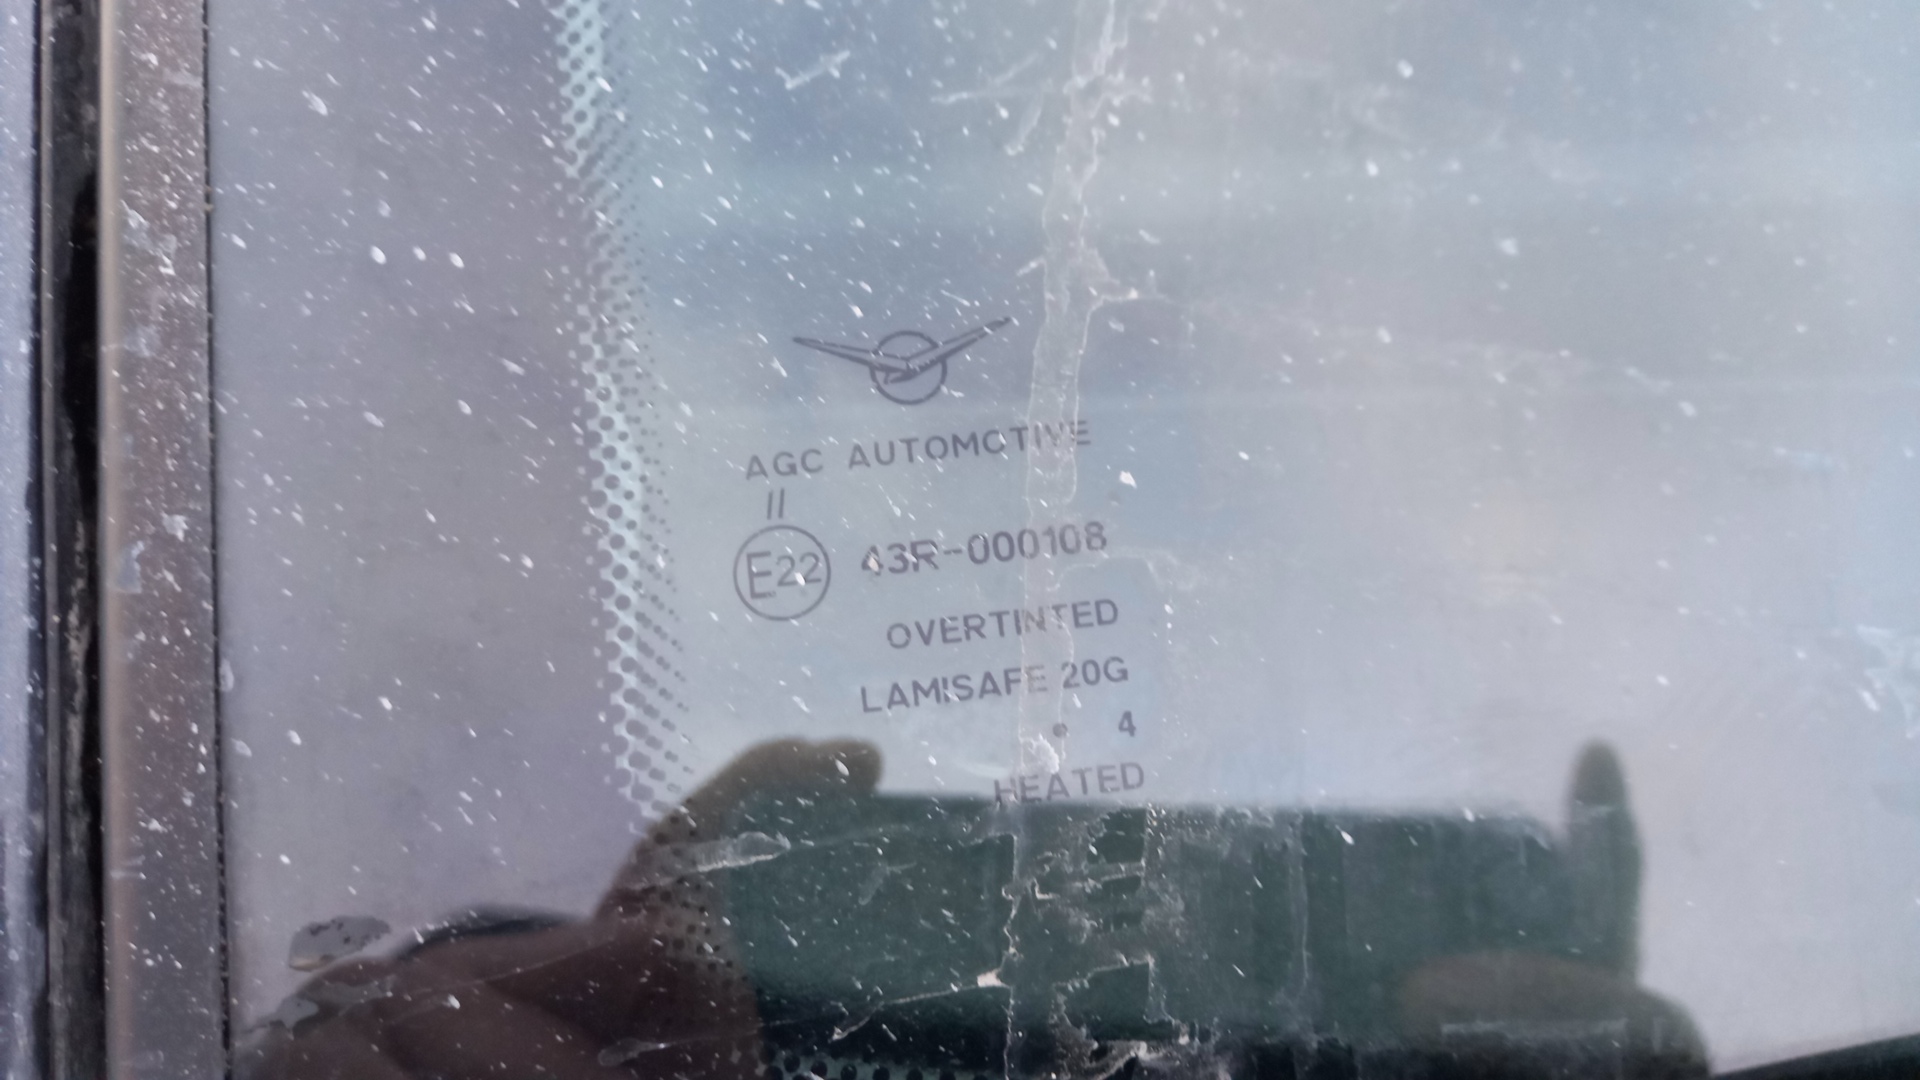 AGC AUTOMOTIVE
II
E22 43R-000108
OVERTINTED
LAMISAFE 20G
• 4
HEATED